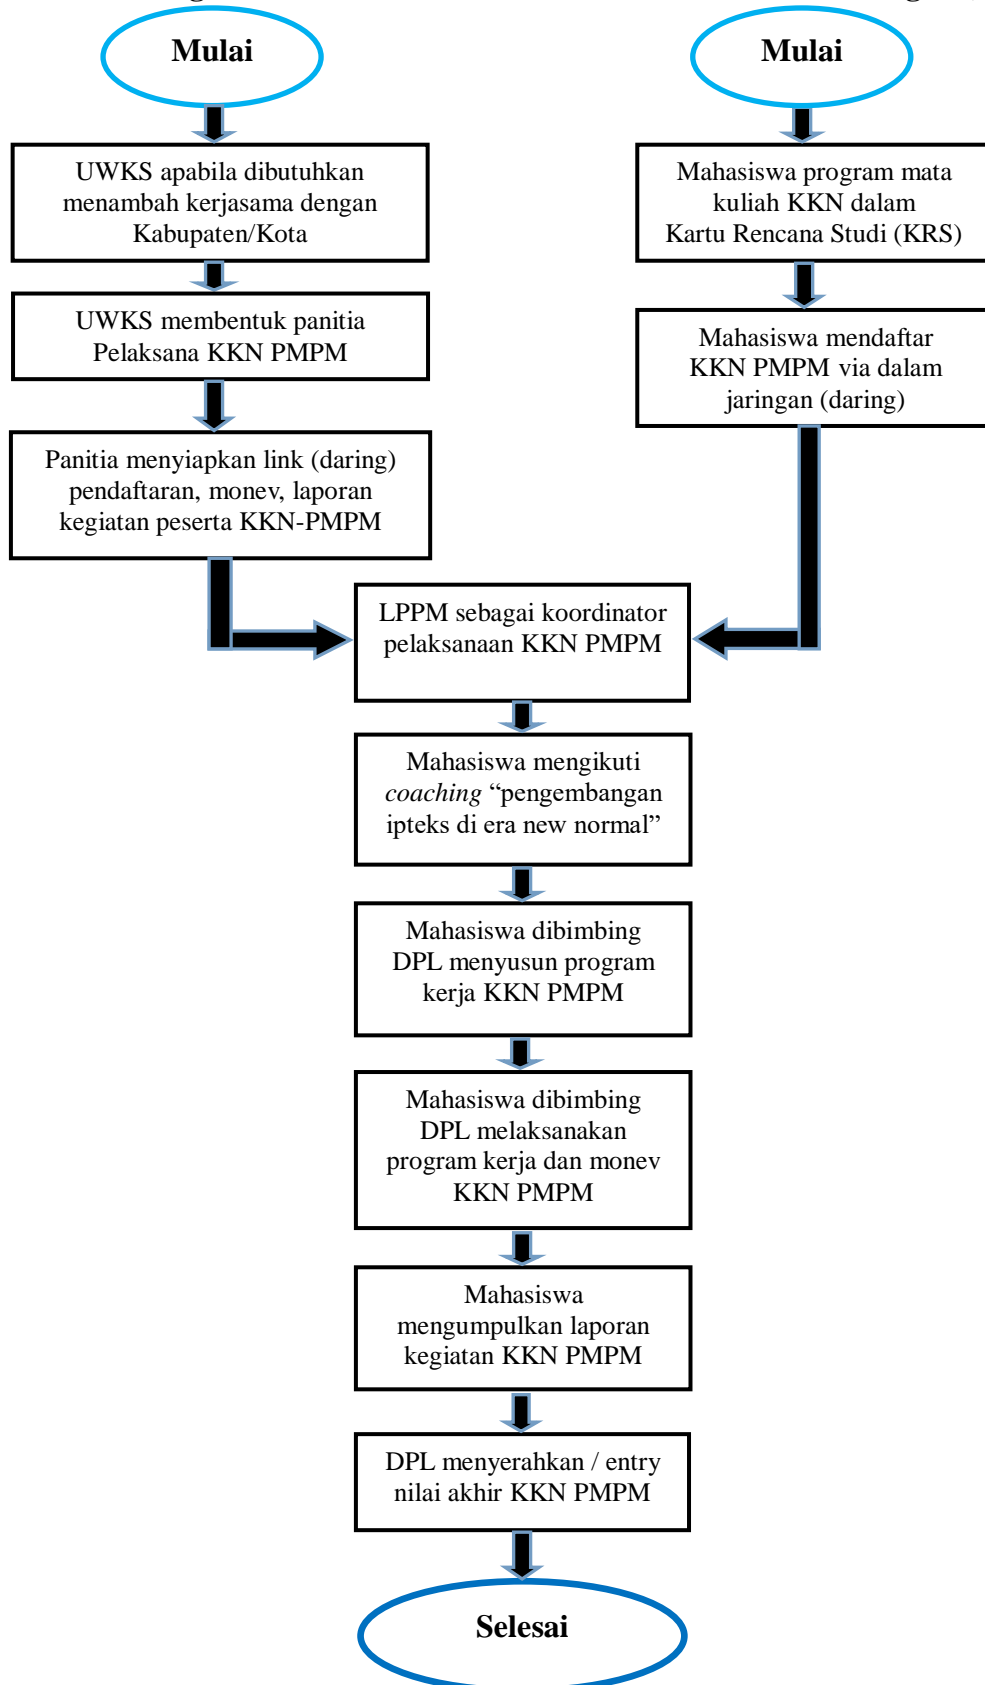 Mulai
UWKS apabila dibutuhkan
menambah kerjasama dengan
Kabupaten/Kota
UWKS membentuk panitia
Pelaksana KKN PMPM
Panitia menyiapkan link (daring)
pendaftaran, monev, laporan
kegiatan peserta KKN-PMPM
Mulai
Mahasiswa program mata
kuliah KKN dalam
Kartu Rencana Studi (KRS)
Mahasiswa mendaftar
KKN PMPM via dalam
jaringan (daring)
LPPM sebagai koordinator
pelaksanaan KKN PMPM
Mahasiswa mengikuti
coaching “pengembangan
ipteks di era new normal”
Mahasiswa dibimbing
DPL menyusun program
kerja KKN PMPM
Mahasiswa dibimbing
DPL melaksanakan
program kerja dan monev
KKN PMPM
Mahasiswa
mengumpulkan laporan
kegiatan KKN PMPM
DPL menyerahkan / entry
nilai akhir KKN PMPM
Selesai